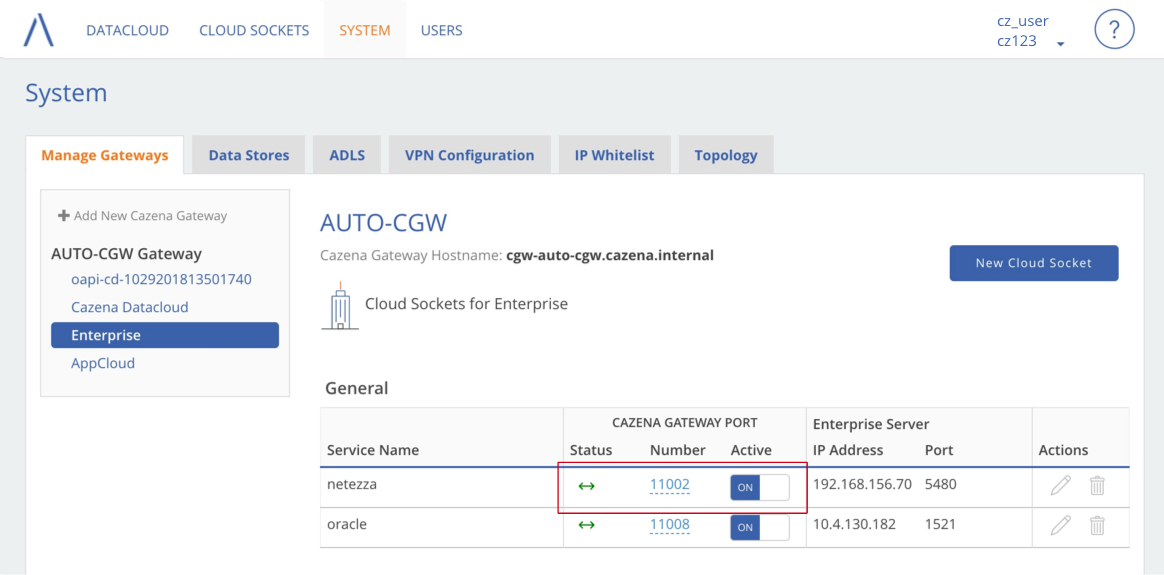 DATACLOUD CLOUD SOCKETS SYSTEM USERS
cz_user
cz123
?
System
Manage Gateways Data Stores ADLS VPN Configuration IP Whitelist Topology
Add New Cazena Gateway
AUTO-CGW Gateway
oapi-cd-1029201813501740
Cazena Datacloud
Enterprise
AppCloud
AUTO-CGW
Cazena Gateway Hostname: cgw-auto-cgw.cazena.internal
New Cloud Socket
Cloud Sockets for Enterprise
General
CAZENA GATEWAY PORT Enterprise Server
Service Name Status Number Active IP Address Port Actions
netezza 11002 ON 192.168.156.70 5480
oracle 11008 ON 10.4.130.182 1521